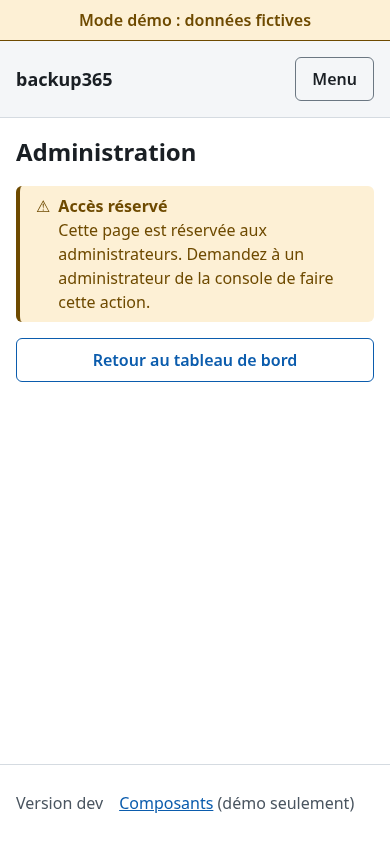 Mode démo : données fictives
backup365
Menu
Administration
⚠ Accès réservé
Cette page est réservée aux
administrateurs. Demandez à un
administrateur de la console de faire
cette action.
Retour au tableau de bord
Version dev Composants (démo seulement)